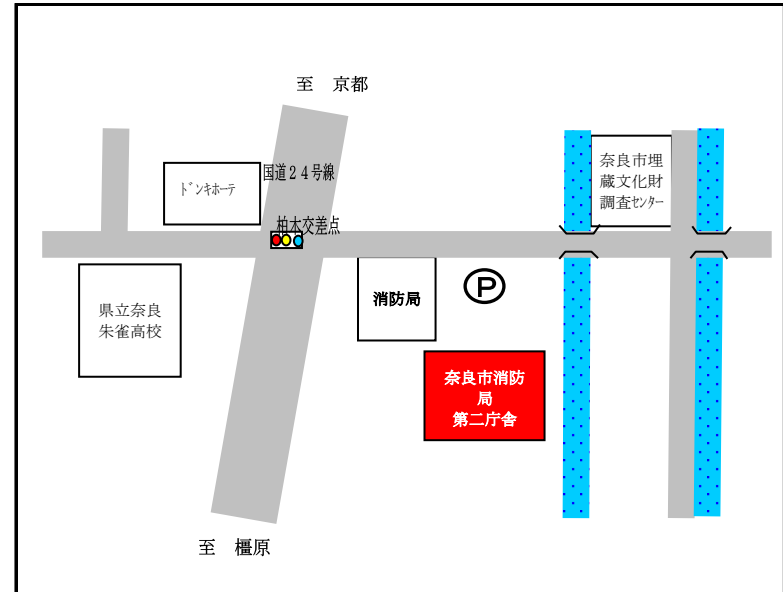 至　京都
国道２４号線
ﾄﾞﾝｷﾎｰﾃ
柏木交差点
奈良市埋
蔵文化財
調査ｾﾝﾀｰ
県立奈良
朱雀高校
消防局
P
奈良市消防
局
第二庁舎
至　橿原